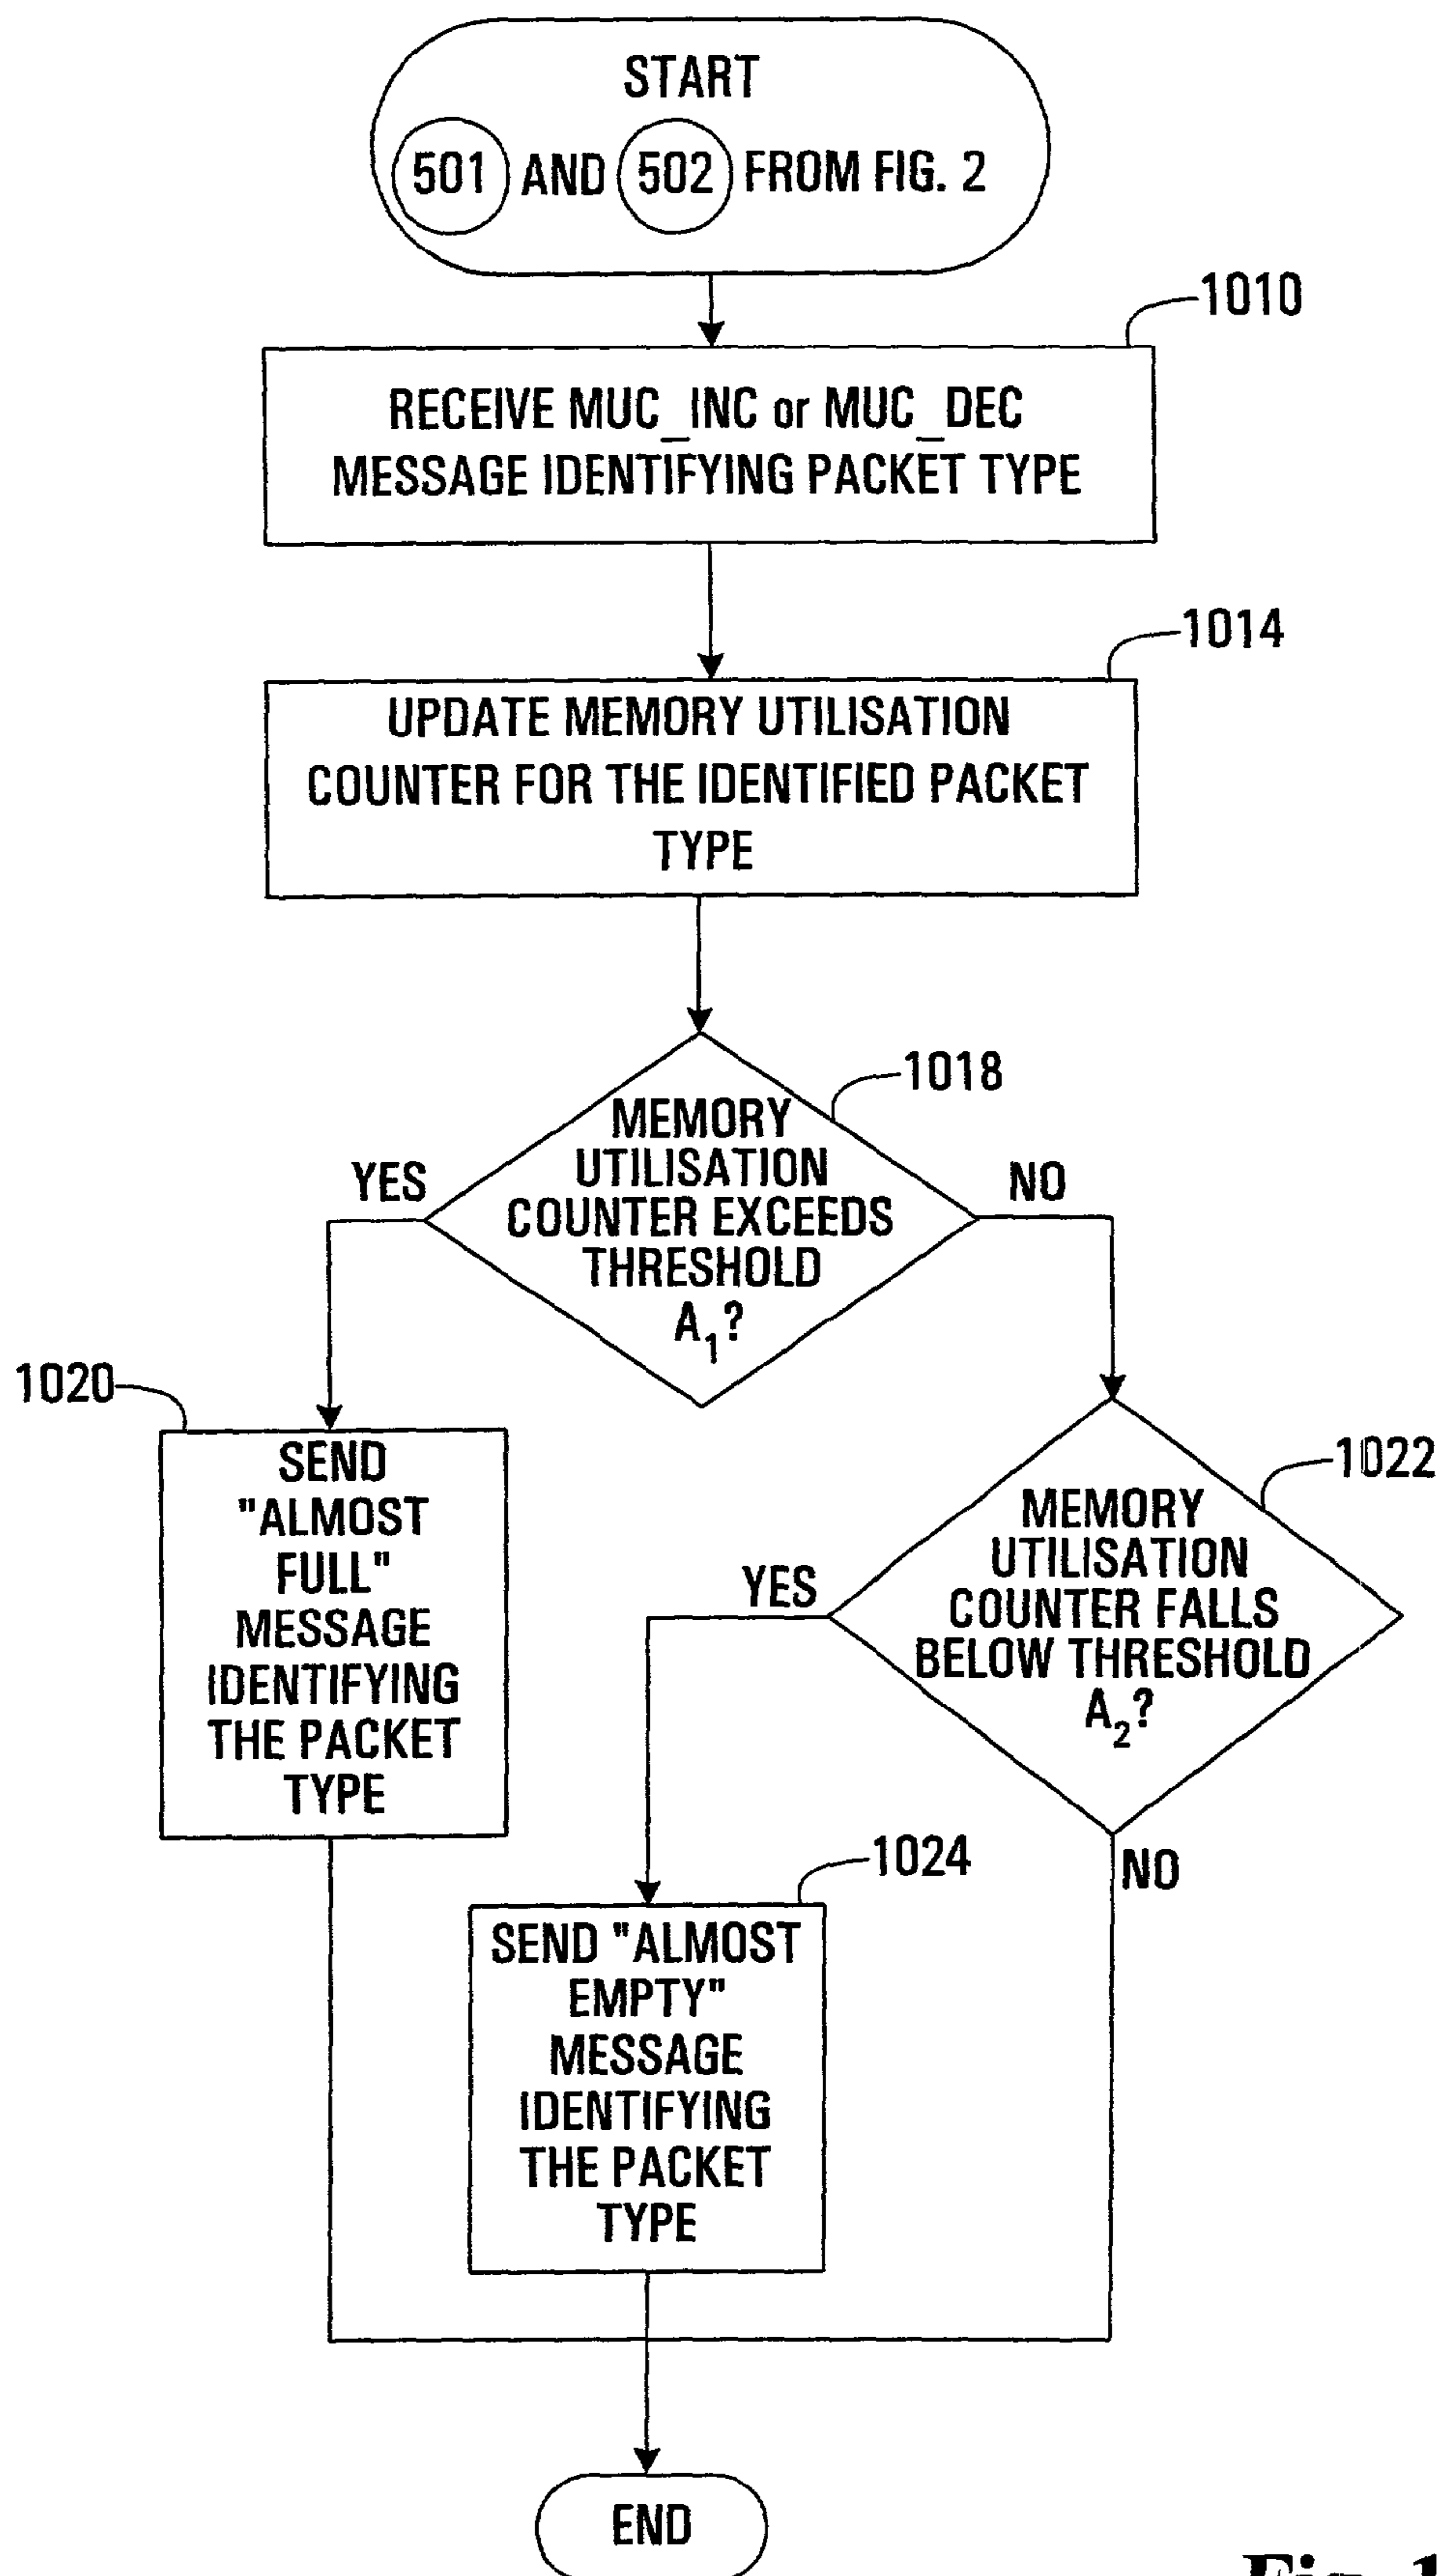 START
501 AND 502 FROM FIG. 2
1010
RECEIVE MUC_INC or MUC_DEC
MESSAGE IDENTIFYING PACKET TYPE
1014
UPDATE MEMORY UTILISATION
COUNTER FOR THE IDENTIFIED PACKET
TYPE
1018
MEMORY
UTILISATION
COUNTER EXCEEDS
THRESHOLD
A1?
YES
NO
1020
SEND
"ALMOST
FULL"
MESSAGE
IDENTIFYING
THE PACKET
TYPE
1022
MEMORY
UTILISATION
COUNTER FALLS
BELOW THRESHOLD
A2?
YES
NO
1024
SEND "ALMOST
EMPTY"
MESSAGE
IDENTIFYING
THE PACKET
TYPE
END